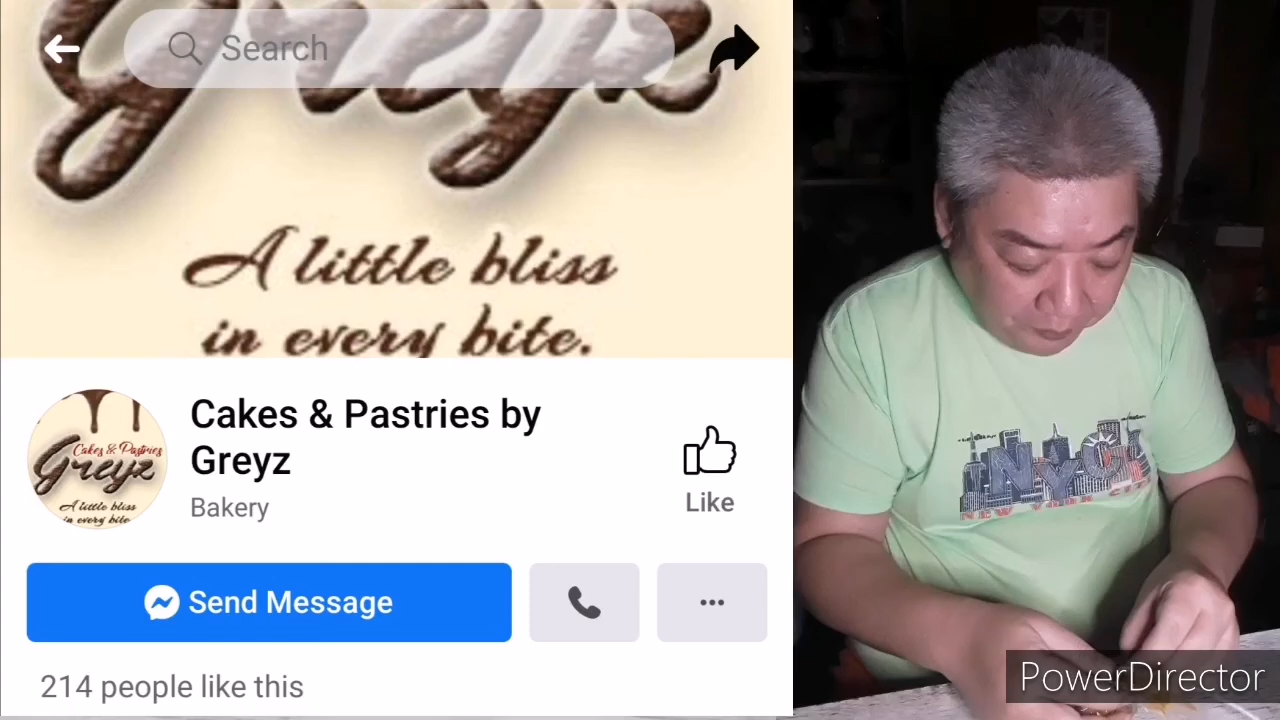 Search
Greyz
A little bliss
in every bite.
Cakes & Pastries
Greyz
A little bliss
in every bite.
Cakes & Pastries by
Greyz
Bakery
Like
Send Message
214 people like this
NYC
NEW YORK CITY
PowerDirector